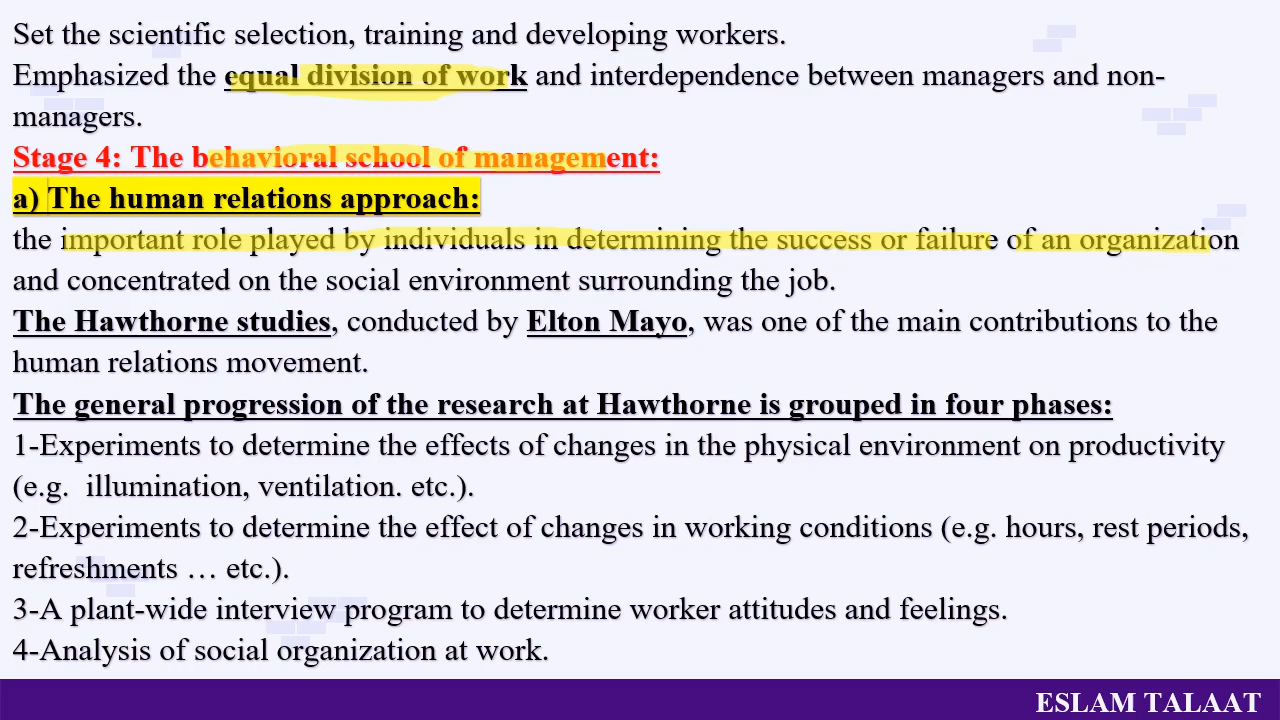 Set the scientific selection, training and developing workers.
Emphasized the equal division of work and interdependence between managers and non-
managers.
Stage 4: The behavioral school of management:
a) The human relations approach:
the important role played by individuals in determining the success or failure of an organization
and concentrated on the social environment surrounding the job.
The Hawthorne studies, conducted by Elton Mayo, was one of the main contributions to the
human relations movement.
The general progression of the research at Hawthorne is grouped in four phases:
1-Experiments to determine the effects of changes in the physical environment on productivity
(e.g.  illumination, ventilation. etc.).
2-Experiments to determine the effect of changes in working conditions (e.g. hours, rest periods,
refreshments … etc.).
3-A plant-wide interview program to determine worker attitudes and feelings.
4-Analysis of social organization at work.
ESLAM TALAAT